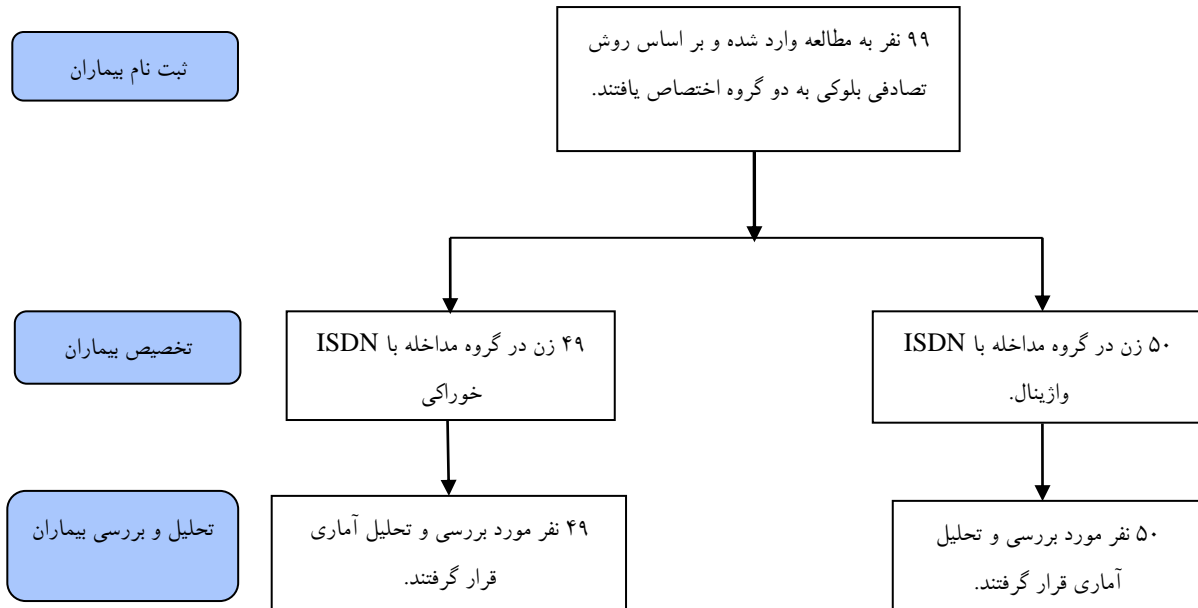 ثبت نام بیماران
۹۹ نفر به مطالعه وارد شده و بر اساس روش
تصادفی بلوکی به دو گروه اختصاص یافتند.
تخصیص بیماران
۴۹ زن در گروه مداخله با ISDN
خوراکی
۵۰ زن در گروه مداخله با ISDN
واژینال.
تحلیل و بررسی بیماران
۴۹ نفر مورد بررسی و تحلیل آماری
قرار گرفتند.
۵۰ نفر مورد بررسی و تحلیل
آماری قرار گرفتند.